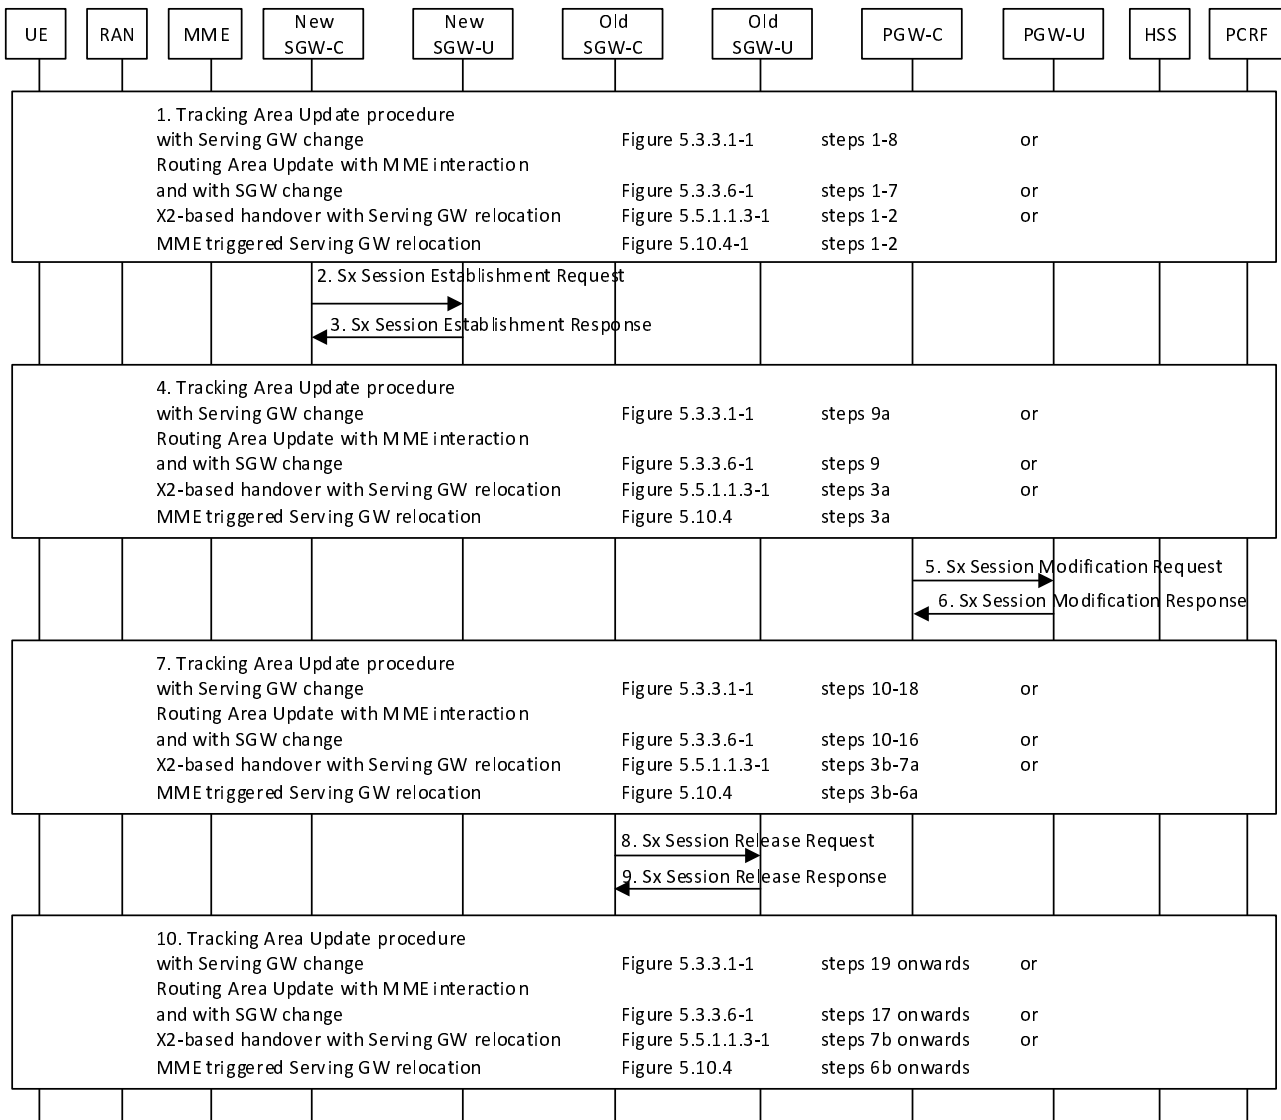 UE RAN MME New SGW-C New SGW-U Old SGW-C Old SGW-U PGW-C PGW-U HSS PCRF
1. Tracking Area Update procedure
with Serving GW change Figure 5.3.3.1-1 steps 1-8 or
Routing Area Update with MME interaction
and with SGW change Figure 5.3.3.6-1 steps 1-7 or
X2-based handover with Serving GW relocation Figure 5.5.1.1.3-1 steps 1-2 or
MME triggered Serving GW relocation Figure 5.10.4-1 steps 1-2
2. Sx Session Establishment Request
3. Sx Session Establishment Response
4. Tracking Area Update procedure
with Serving GW change Figure 5.3.3.1-1 steps 9a or
Routing Area Update with MME interaction
and with SGW change Figure 5.3.3.6-1 steps 9 or
X2-based handover with Serving GW relocation Figure 5.5.1.1.3-1 steps 3a or
MME triggered Serving GW relocation Figure 5.10.4 steps 3a
5. Sx Session Modification Request
6. Sx Session Modification Response
7. Tracking Area Update procedure
with Serving GW change Figure 5.3.3.1-1 steps 10-18 or
Routing Area Update with MME interaction
and with SGW change Figure 5.3.3.6-1 steps 10-16 or
X2-based handover with Serving GW relocation Figure 5.5.1.1.3-1 steps 3b-7a or
MME triggered Serving GW relocation Figure 5.10.4 steps 3b-6a
8. Sx Session Release Request
9. Sx Session Release Response
10. Tracking Area Update procedure
with Serving GW change Figure 5.3.3.1-1 steps 19 onwards or
Routing Area Update with MME interaction
and with SGW change Figure 5.3.3.6-1 steps 17 onwards or
X2-based handover with Serving GW relocation Figure 5.5.1.1.3-1 steps 7b onwards or
MME triggered Serving GW relocation Figure 5.10.4 steps 6b onwards